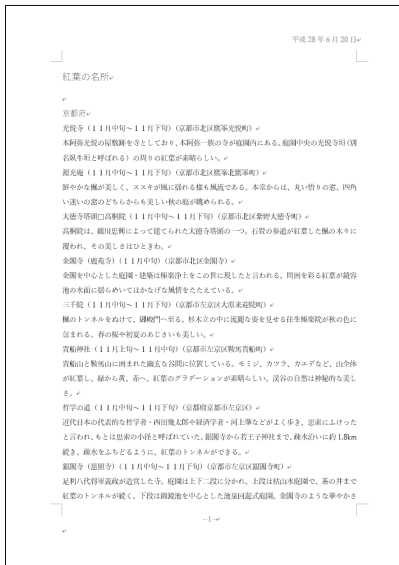 平成 28 年 6 月 20 日
紅葉の名所
京都府
光悦寺（１１月中旬～１１月下旬）（京都市北区鷹峯光悦町）
本阿弥光悦の屋敷跡を寺としており、本阿弥一族の寺が庭園内にある。庭園中央の光悦寺垣（別
名臥牛垣と呼ばれる）の周りの紅葉が素晴らしい。
源光庵（１１月中旬～１１月下旬）（京都市北区鷹峯北鷹峯町）
鮮やかな楓が美しく、ススキが風に揺れる様も風流である。本堂からは、丸い悟りの窓、四角
い迷いの窓のどちらからも美しい秋の庭が眺められる。
大徳寺塔頭□高桐院（１１月中旬～１１月下旬）（京都市北区紫野大徳寺町）
高桐院は、細川忠興によって建てられた大徳寺塔頭の一つ。石畳の参道が紅葉した楓の木々に
覆われ、その美しさはひときわ。
金閣寺（鹿苑寺）（１１月中旬～１１月下旬）（京都市北区金閣寺町）
金閣を中心とした庭園・建築は極楽浄土をこの世に現したと言われる。周囲を彩る紅葉が鏡容
池の水面に揺らめいてはかなげな風情をたたえている。
三千院（１１月中旬～１１月下旬）（京都市左京区大原来迎院町）
楓のトンネルをぬけて、御殿門へ至る。杉木立の中に流麗な姿を見せる往生極楽院が秋の色に
包まれる。春の桜や初夏のあじさいも美しい。
貴船神社（１１月上旬～１１月中旬）（京都市左京区鞍馬貴船町）
貴船山と鞍馬山に囲まれた幽玄な谷間に位置している。モミジ、カツラ、カエデなど、山全体
が紅葉し、緑から黄、赤へ、紅葉のグラデーションが素晴らしい。渓谷の自然は神秘的な美し
さ。
哲学の道（１１月中旬～１１月下旬）（京都府京都市左京区）
近代日本の代表的な哲学者・西田幾太郎や経済学者・河上肇などがよく歩き、思索にふけった
と言われ、もとは思索の小径と呼ばれていた。銀閣寺から若王子神社まで、疎水沿いに約 1.8km
続き、疎水をふちどるように、紅葉のトンネルができる。
銀閣寺（慈照寺）（１１月中旬～１１月下旬）（京都市左京区銀閣寺町）
足利八代将軍義政が造営した寺。庭園は上下二段に分かれ、上段は枯山水庭園で、茶の井まで
紅葉のトンネルが続く。下段は錦鏡池を中心とした池泉回遊式庭園。金閣寺のような華やかさ
- 1 -